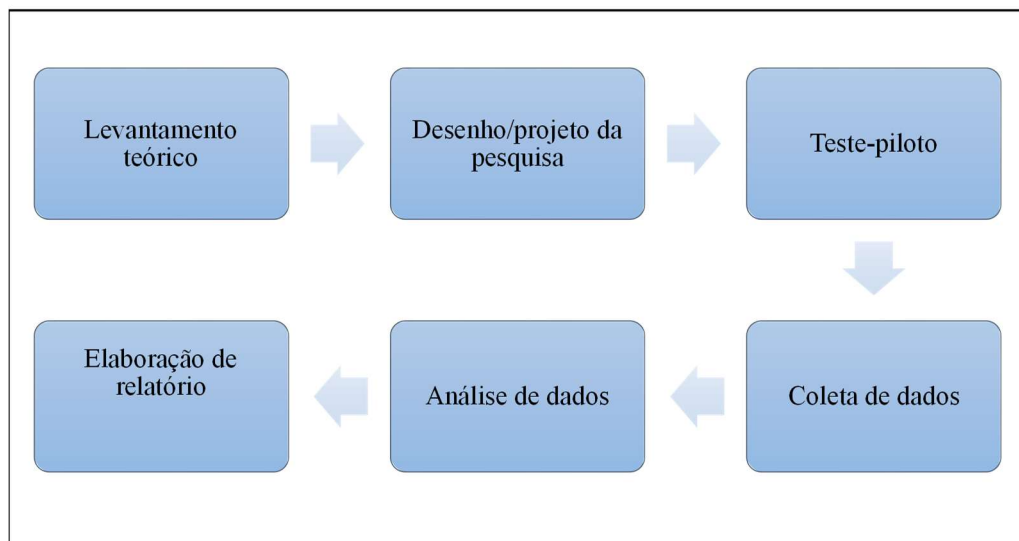 Levantamento
teórico
Desenho/projeto da
pesquisa
Teste-piloto
Coleta de dados
Análise de dados
Elaboração de
relatório